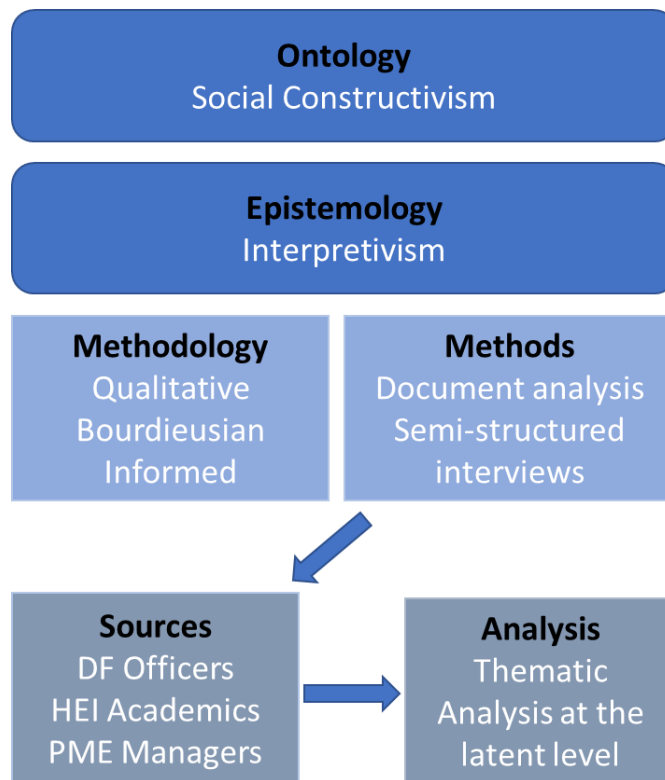 Ontology
Social Constructivism
Epistemology
Interpretivism
Methodology
Qualitative
Bourdieusian
Informed
Methods
Document analysis
Semi-structured
interviews
Sources
DF Officers
HEI Academics
PME Managers
Analysis
Thematic
Analysis at the
latent level